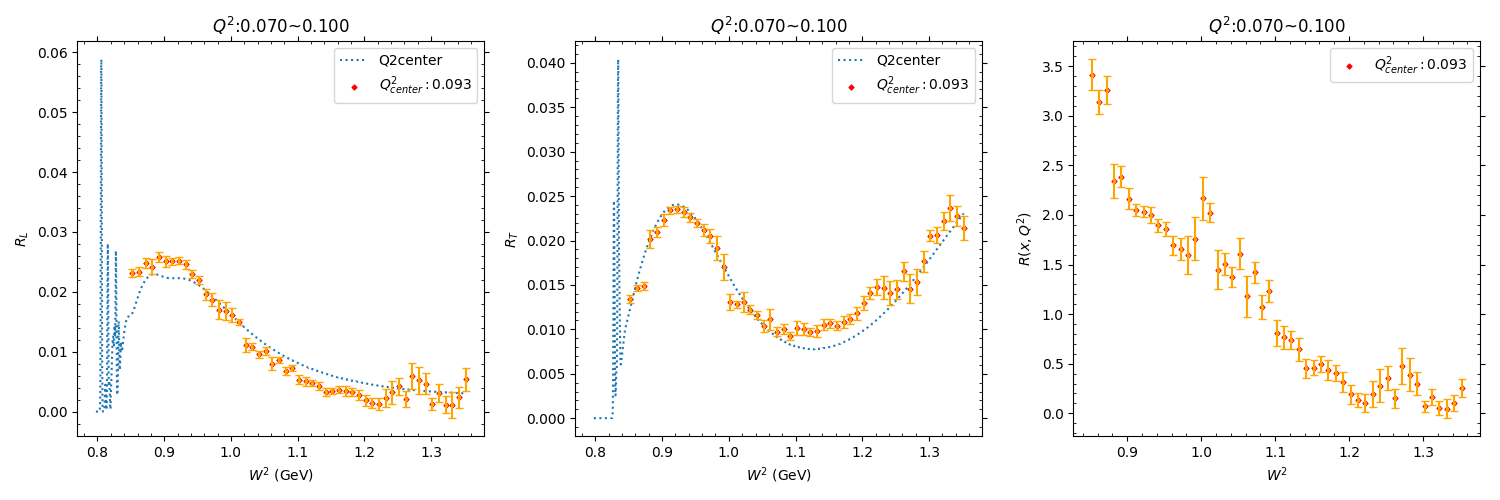 Q²:0.070~0.100
Q2center
Q²center : 0.093
0.06
0.05
0.04
0.03
0.02
0.01
0.00
R_L
0.8 0.9 1.0 1.1 1.2 1.3
W² (GeV)
Q²:0.070~0.100
Q2center
Q²center : 0.093
0.040
0.035
0.030
0.025
0.020
0.015
0.010
0.005
0.000
R_T
0.8 0.9 1.0 1.1 1.2 1.3
W² (GeV)
Q²:0.070~0.100
Q²center : 0.093
3.5
3.0
2.5
2.0
1.5
1.0
0.5
0.0
R(x, Q²)
0.9 1.0 1.1 1.2 1.3
W²